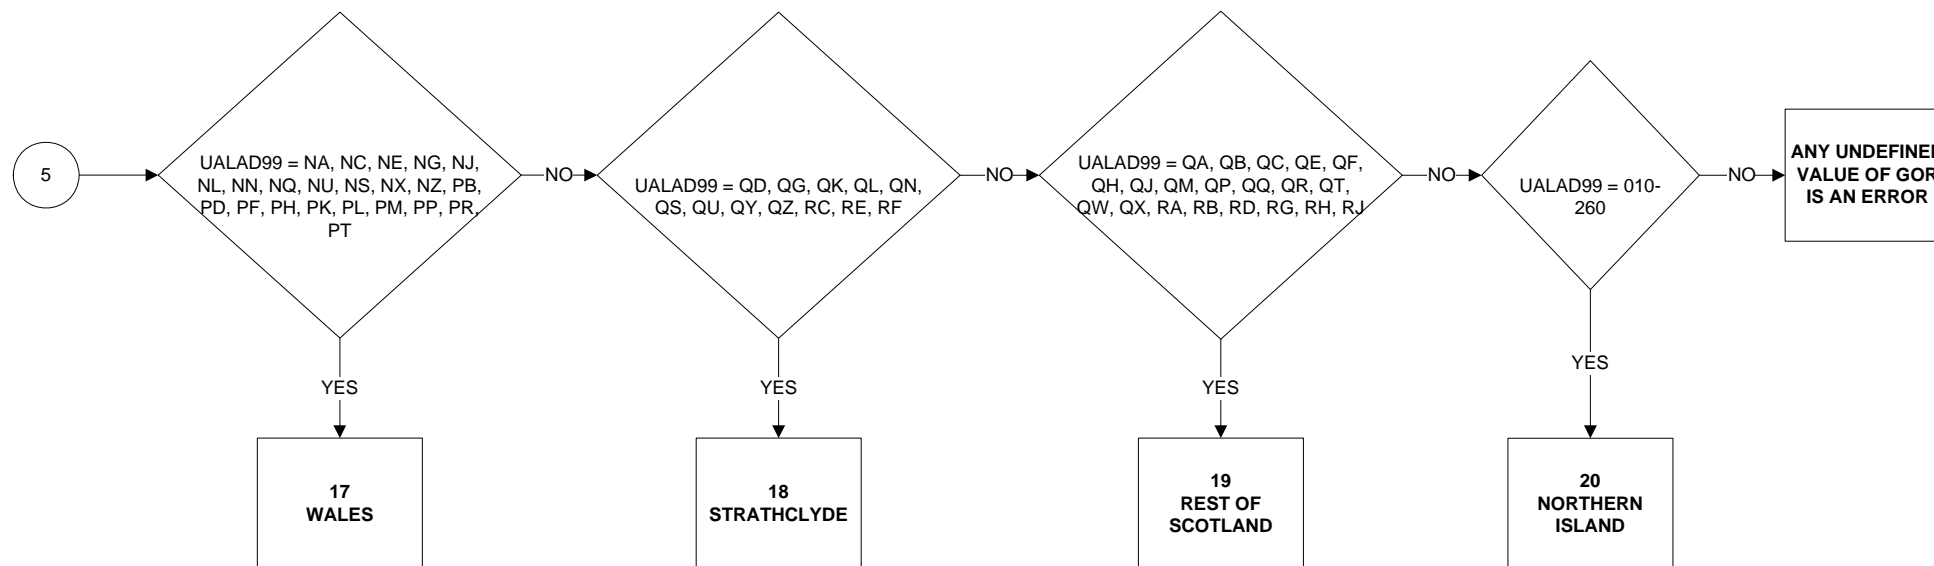 5
UALAD99 = NA, NC, NE, NG, NJ,
NL, NN, NQ, NU, NS, NX, NZ, PB,
PD, PF, PH, PK, PL, PM, PP, PR,
PT
NO
UALAD99 = QD, QG, QK, QL, QN,
QS, QU, QY, QZ, RC, RE, RF
NO
UALAD99 = QA, QB, QC, QE, QF,
QH, QJ, QM, QP, QQ, QR, QT,
QW, QX, RA, RB, RD, RG, RH, RJ
NO
UALAD99 = 010-
260
NO
ANY UNDEFINED
VALUE OF GOR
IS AN ERROR
YES
YES
YES
YES
17
WALES
18
STRATHCLYDE
19
REST OF
SCOTLAND
20
NORTHERN
ISLAND